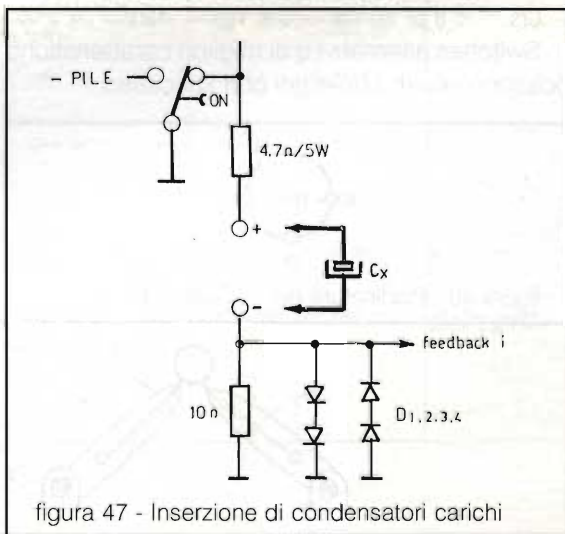 - PILE
ON
4.7Ω/5W
+
Cx
-
feedback i
10Ω
D1,2,3,4
figura 47 - Inserzione di condensatori carichi